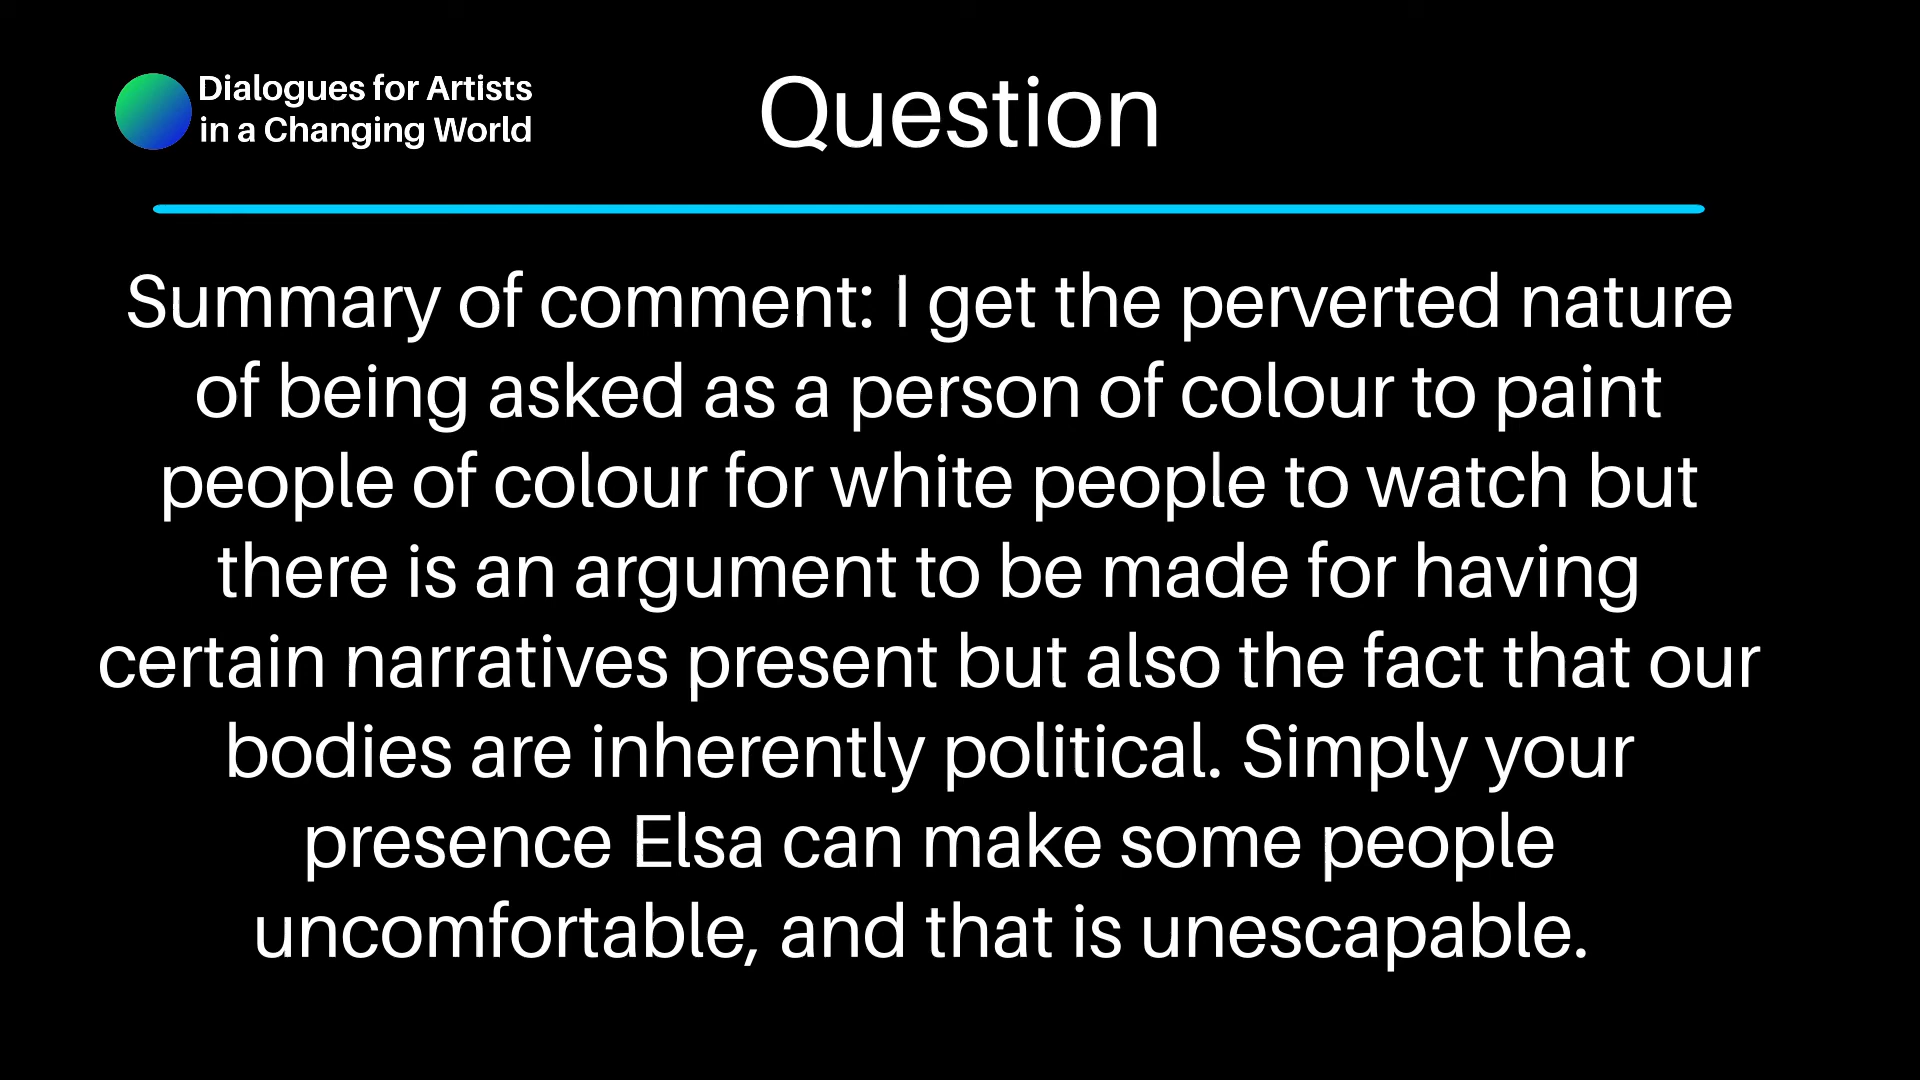 Dialogues for Artists
in a Changing World
Question
Summary of comment: I get the perverted nature
of being asked as a person of colour to paint
people of colour for white people to watch but
there is an argument to be made for having
certain narratives present but also the fact that our
bodies are inherently political. Simply your
presence Elsa can make some people
uncomfortable, and that is unescapable.